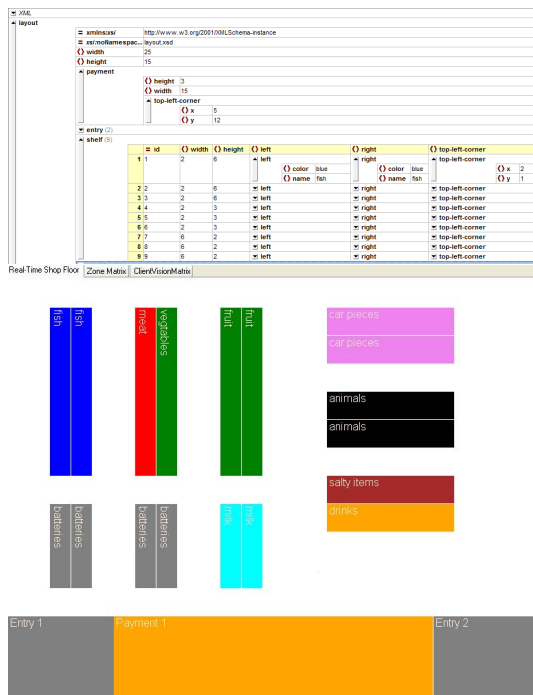 XML
layout
= xmlns:xsi http://www.w3.org/2001/XMLSchema-instance
= xsi:noNamespac... layout.xsd
() width 25
() height 15
payment
() height 3
() width 15
top-left-corner
() x 5
() y 12
entry (2)
shelf (9)
= id () width () height () left () right () top-left-corner
1 1 2 6 left right top-left-corner
() color blue () color blue () x 2
() name fish () name fish () y 1
2 2 2 6 left right top-left-corner
3 3 2 6 left right top-left-corner
4 4 2 3 left right top-left-corner
5 5 2 3 left right top-left-corner
6 6 2 3 left right top-left-corner
7 7 6 2 left right top-left-corner
8 8 6 2 left right top-left-corner
9 9 6 2 left right top-left-corner
Real-Time Shop Floor Zone Matrix ClientVisionMatrix
fish
fish
meat
vegtables
fruit
fruit
car pieces
car pieces
animals
animals
salty items
drinks
batteries
batteries
batteries
batteries
milk
milk
Entry 1 Payment 1 Entry 2